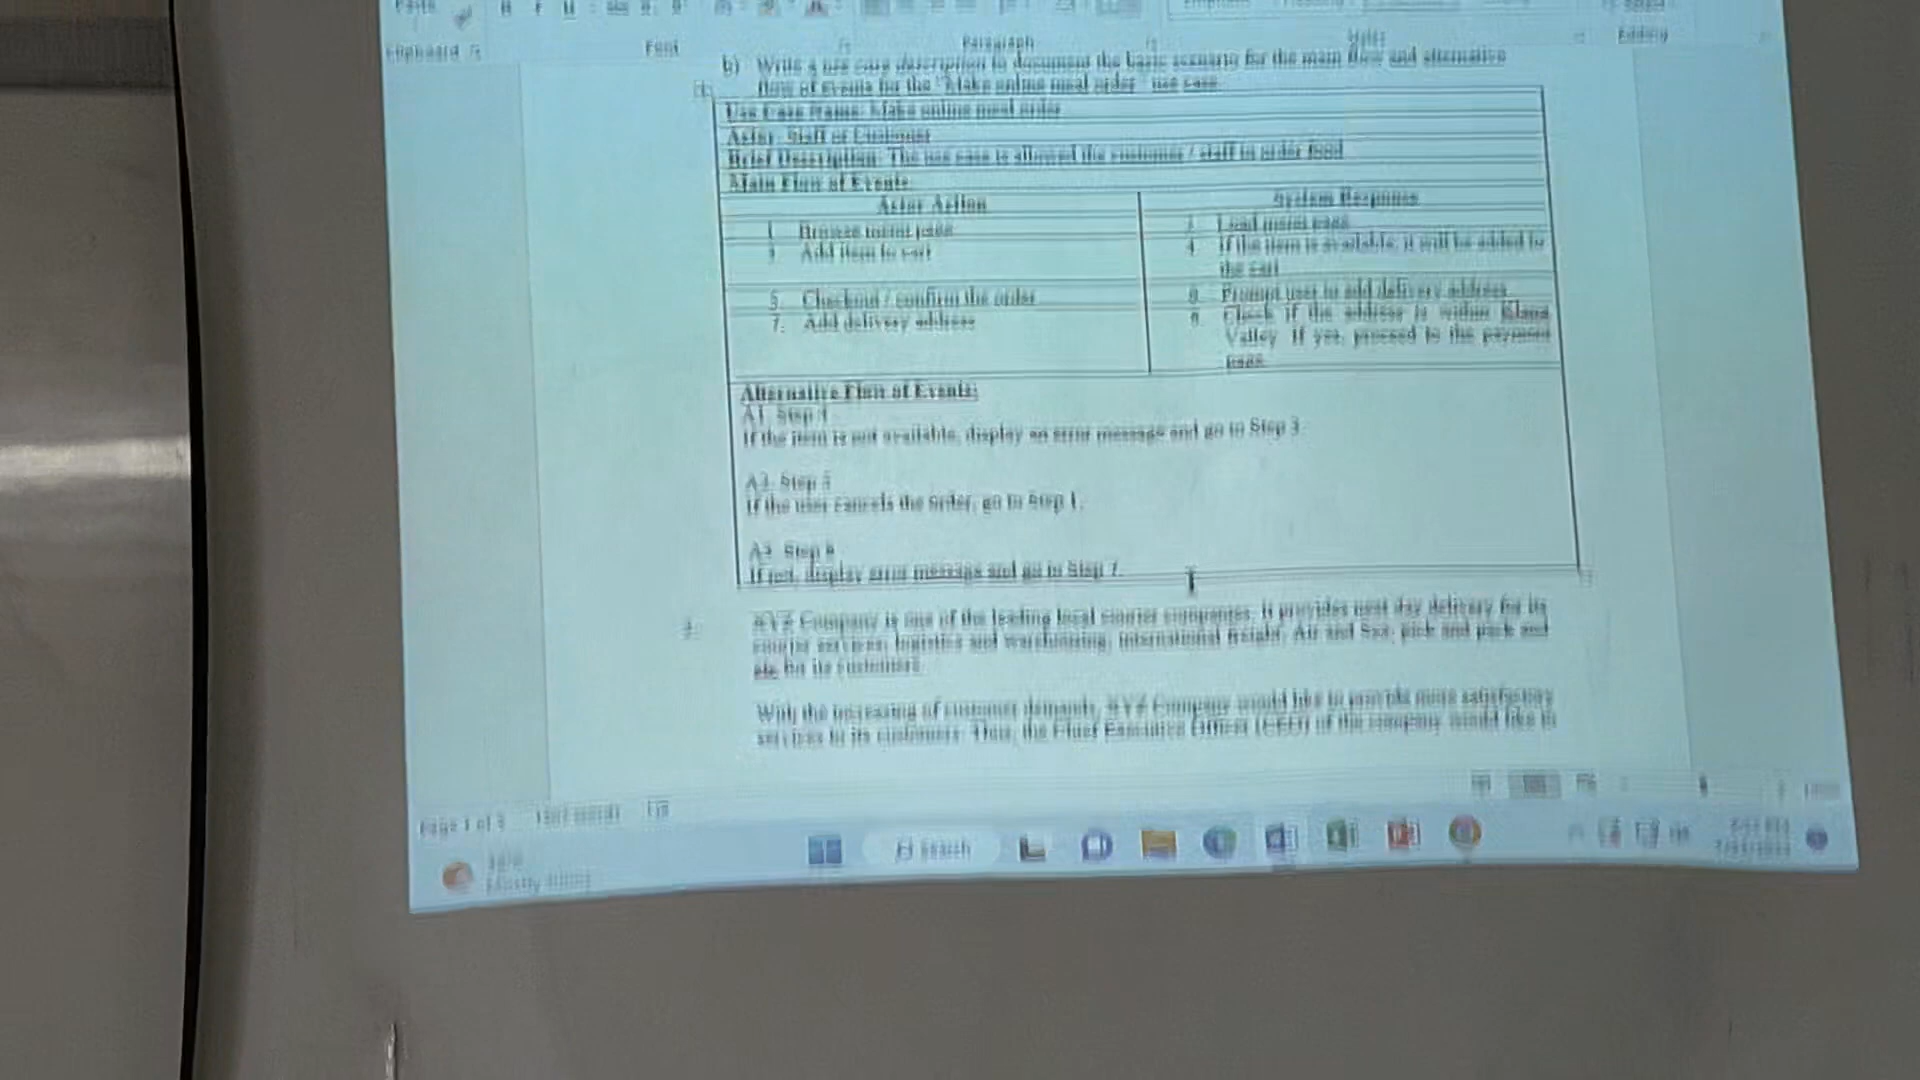 Clipboard
Font
Paragraph
Styles
Editing
b) Write a use case description to document the basic scenario for the main flow and alternative
flow of events for the "Make online meal order" use case.
Use Case Name: Make online meal order
Actor: Staff or Customer
Brief Description: The use case is allowed the customer / staff to order food
Main Flow of Events:
Actor Action
System Response
1. Browse menu page
2. Load menu page
3. Add item to cart
4. If the item is available, it will be added to
the cart
5. Checkout / confirm the order
6. Prompt user to add delivery address
7. Add delivery address
8. Check if the address is within Klang
Valley. If yes, proceed to the payment
page.
Alternative Flow of Events:
A1: Step 4
If the item is not available, display an error message and go to Step 3.
A2: Step 5
If the user cancels the order, go to Step 1.
A3: Step 8
If not, display error message and go to Step 7.
XYZ Company is one of the leading local courier companies. It provides next day delivery for its
courier services, logistics and warehousing, international freight, Air and Sea, pick and pack and
etc for its customers.
With the increasing of customer demands, XYZ Company would like to provide more satisfactory
services to its customers. Thus, the Chief Executive Officer (CEO) of the company would like to
Page 1 of 3
Search
Mostly